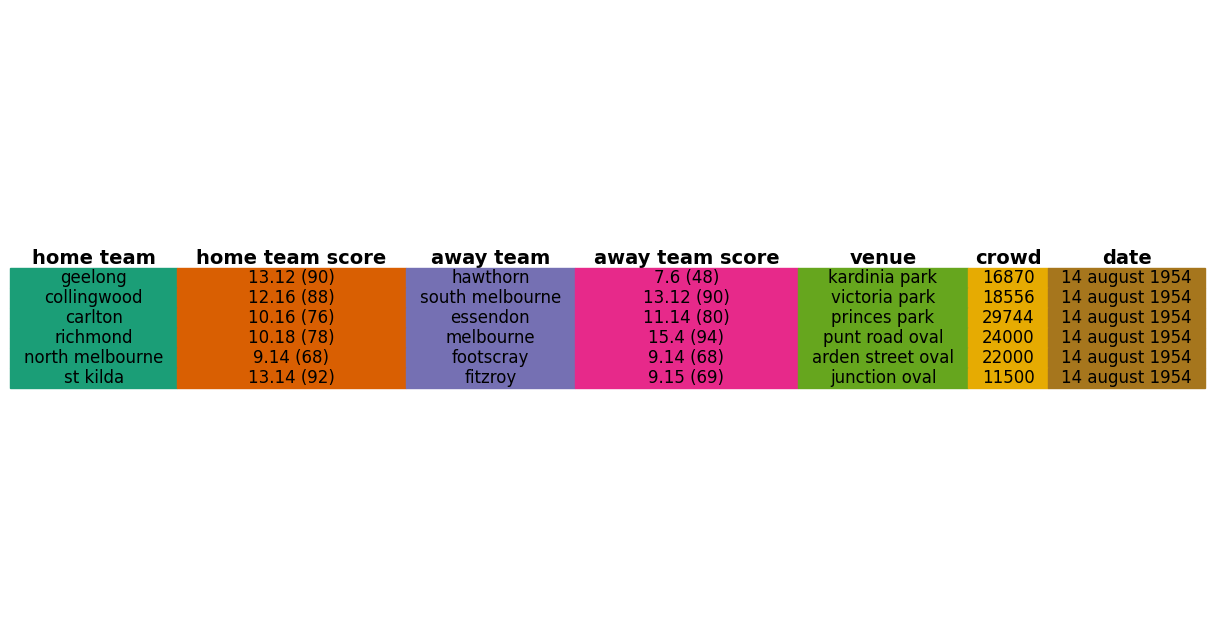 home team home team score away team away team score venue crowd date
geelong 13.12 (90) hawthorn 7.6 (48) kardinia park 16870 14 august 1954
collingwood 12.16 (88) south melbourne 13.12 (90) victoria park 18556 14 august 1954
carlton 10.16 (76) essendon 11.14 (80) princes park 29744 14 august 1954
richmond 10.18 (78) melbourne 15.4 (94) punt road oval 24000 14 august 1954
north melbourne 9.14 (68) footscray 9.14 (68) arden street oval 22000 14 august 1954
st kilda 13.14 (92) fitzroy 9.15 (69) junction oval 11500 14 august 1954